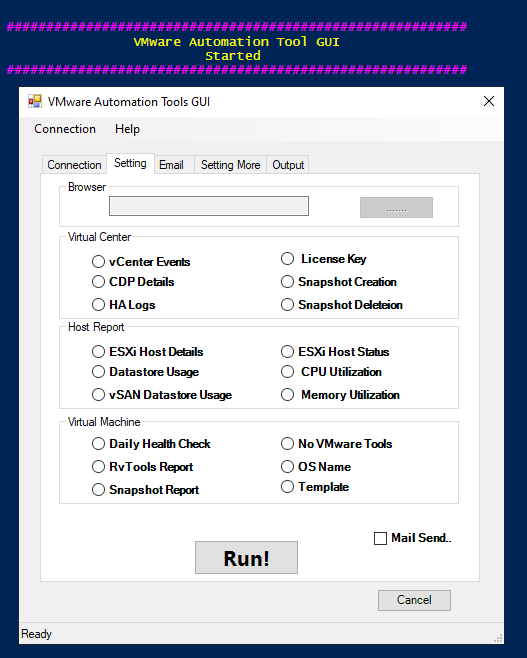 ##########################################################
VMware Automation Tool GUI
Started
##########################################################
VMware Automation Tools GUI
Connection Help
Connection Setting Email Setting More Output
Browser
.......
Virtual Center
vCenter Events License Key
CDP Details Snapshot Creation
HA Logs Snapshot Deleteion
Host Report
ESXi Host Details ESXi Host Status
Datastore Usage CPU Utilization
vSAN Datastore Usage Memory Utilization
Virtual Machine
Daily Health Check No VMware Tools
RvTools Report OS Name
Snapshot Report Template
Mail Send..
Run!
Cancel
Ready